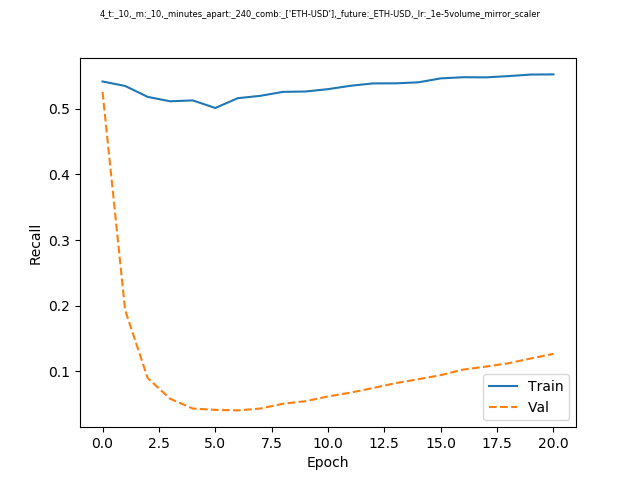 4_t:_10,_m:_10,_minutes_apart:_240_comb:_['ETH-USD'],_future:_ETH-USD,_lr:_1e-5volume_mirror_scaler
Recall
0.5
0.4
0.3
0.2
0.1
0.0 2.5 5.0 7.5 10.0 12.5 15.0 17.5 20.0
Epoch
Train
Val